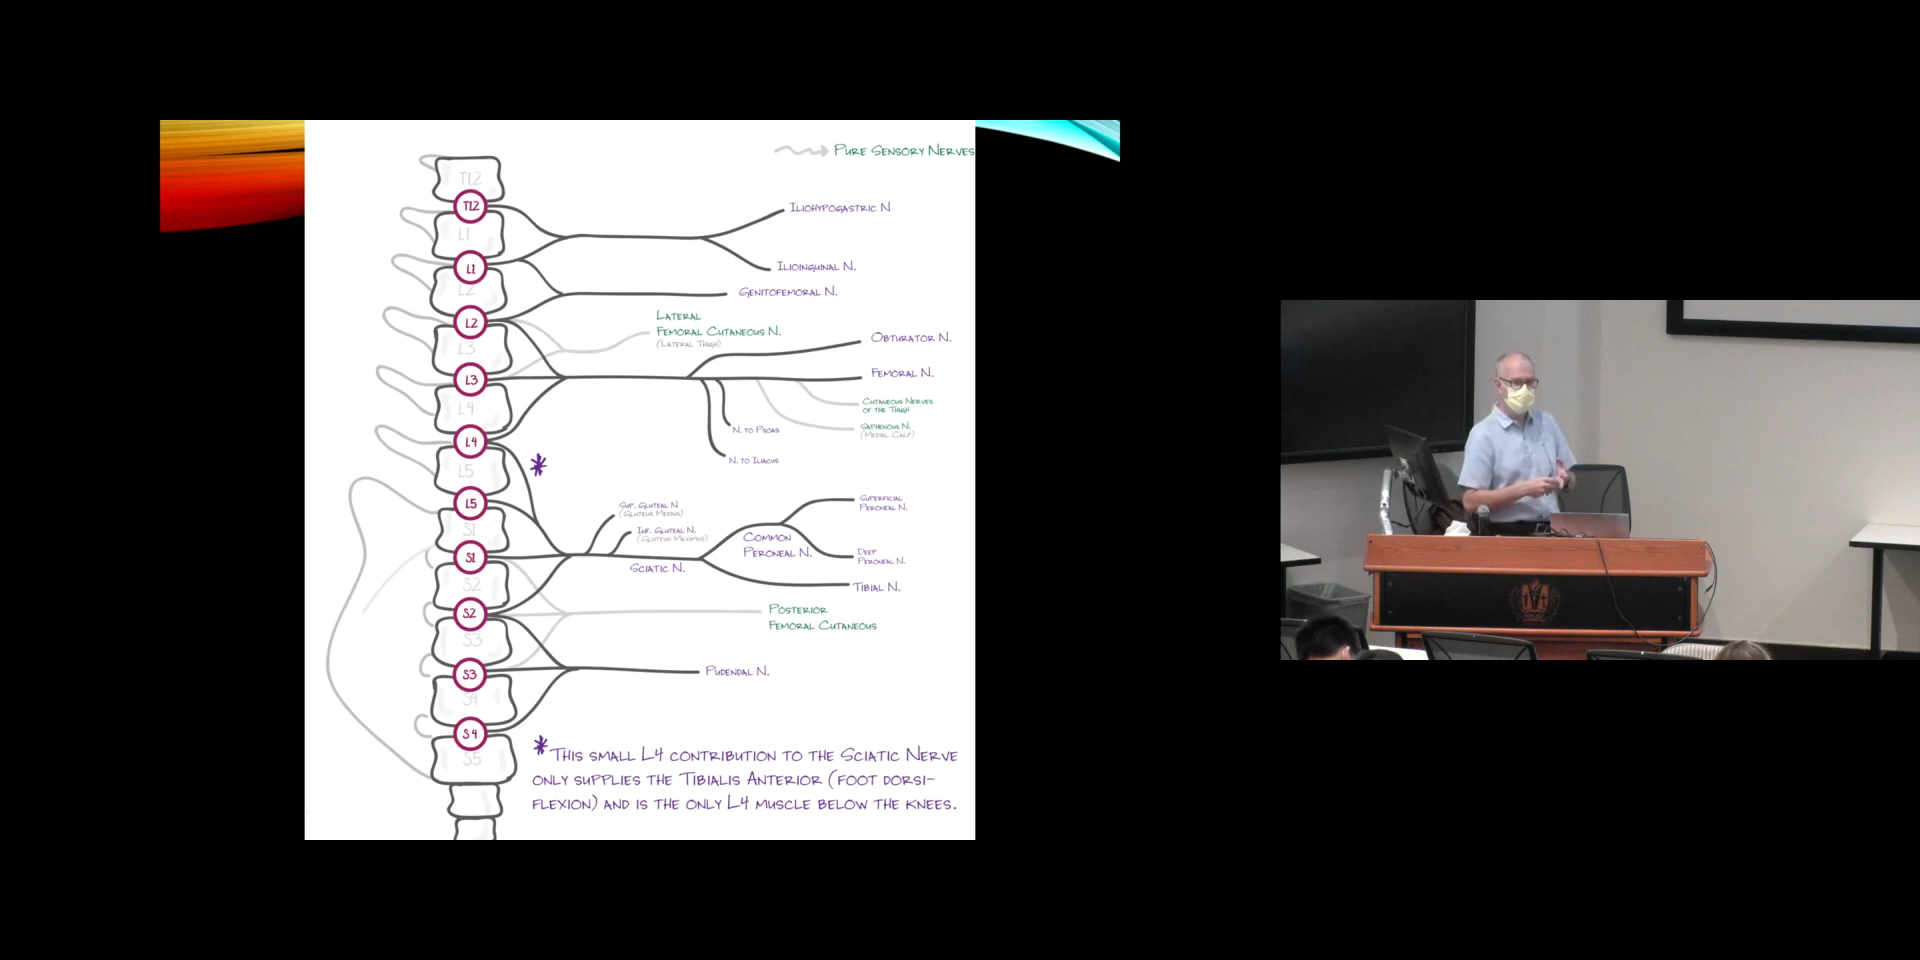 PURE SENSORY NERVES
T12
T12
ILIOHYPOGASTRIC N
L1
ILIOINGUINAL N.
L1
L2
GENITOFEMORAL N.
L2
LATERAL
FEMORAL CUTANEOUS N.
(LATERAL THIGH)
L3
OBTURATOR N.
L3
FEMORAL N.
CUTANEOUS NERVES
OF THE THIGH
L4
SAPHENOUS N.
(MEDIAL CALF)
N. TO PSOAS
L4
*
N. TO ILIACUS
L5
L5
SUP. GLUTEAL N
(GLUTEUS MEDIUS)
SUPERFICIAL
PERONEAL N.
S1
INF. GLUTEAL N.
(GLUTEUS MAXIMUS)
COMMON
PERONEAL N.
DEEP
PERONEAL N.
S1
SCIATIC N.
S2
TIBIAL N.
S2
POSTERIOR
FEMORAL CUTANEOUS
S3
S3
PUDENDAL N.
S4
S4
S5
*THIS SMALL L4 CONTRIBUTION TO THE SCIATIC NERVE
ONLY SUPPLIES THE TIBIALIS ANTERIOR (FOOT DORSI-
FLEXION) AND IS THE ONLY L4 MUSCLE BELOW THE KNEES.